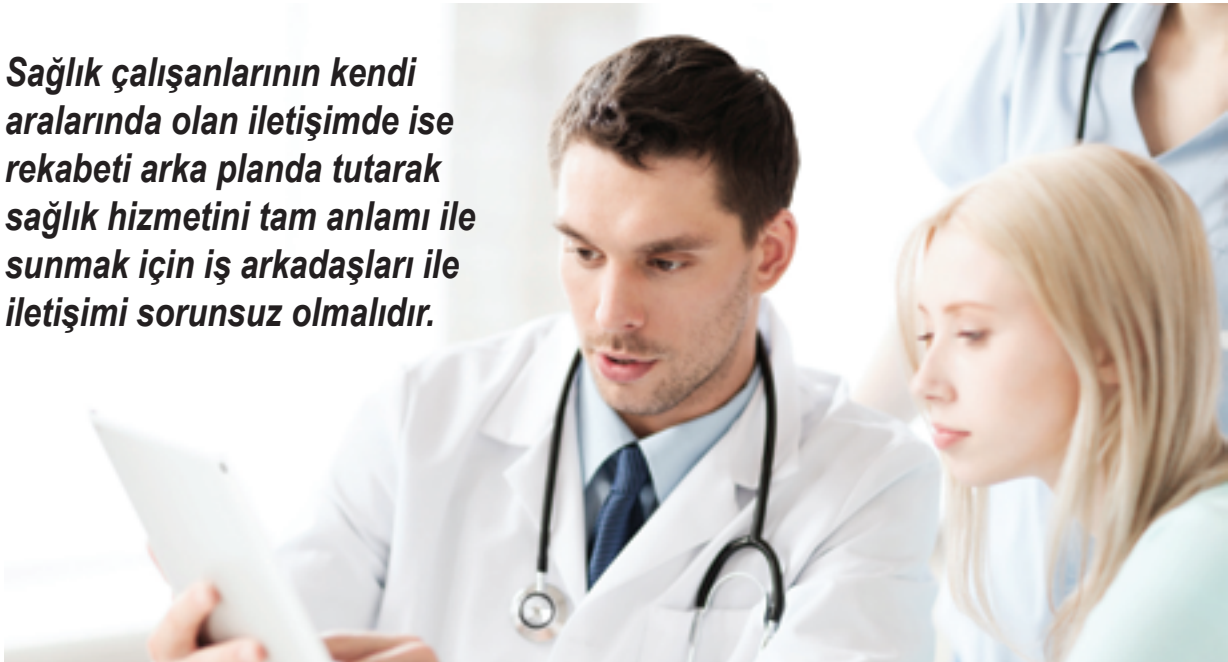 Sağlık çalışanlarının kendi
aralarında olan iletişimde ise
rekabeti arka planda tutarak
sağlık hizmetini tam anlamı ile
sunmak için iş arkadaşları ile
iletişimi sorunsuz olmalıdır.